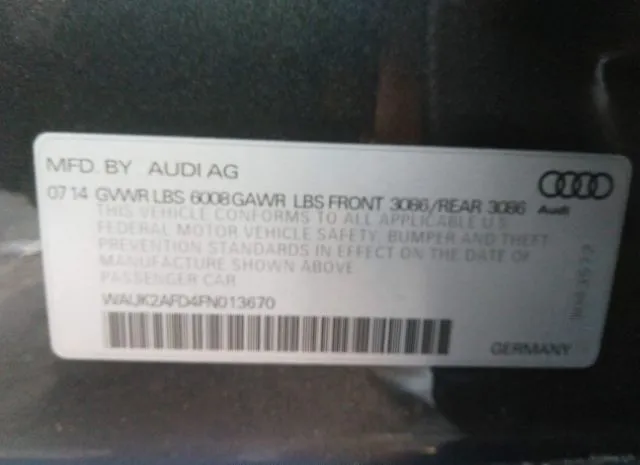 MFD. BY AUDI AG
07 14 GVWR LBS 6008 GAWR LBS FRONT 3086/REAR 3086
Audi
THIS VEHICLE CONFORMS TO ALL APPLICABLE U.S
FEDERAL MOTOR VEHICLE SAFETY, BUMPER AND THEFT
PREVENTION STANDARDS IN EFFECT ON THE DATE OF
MANUFACTURE SHOWN ABOVE
PASSENGER CAR
WAUK2AFD4FN013670
GERMANY